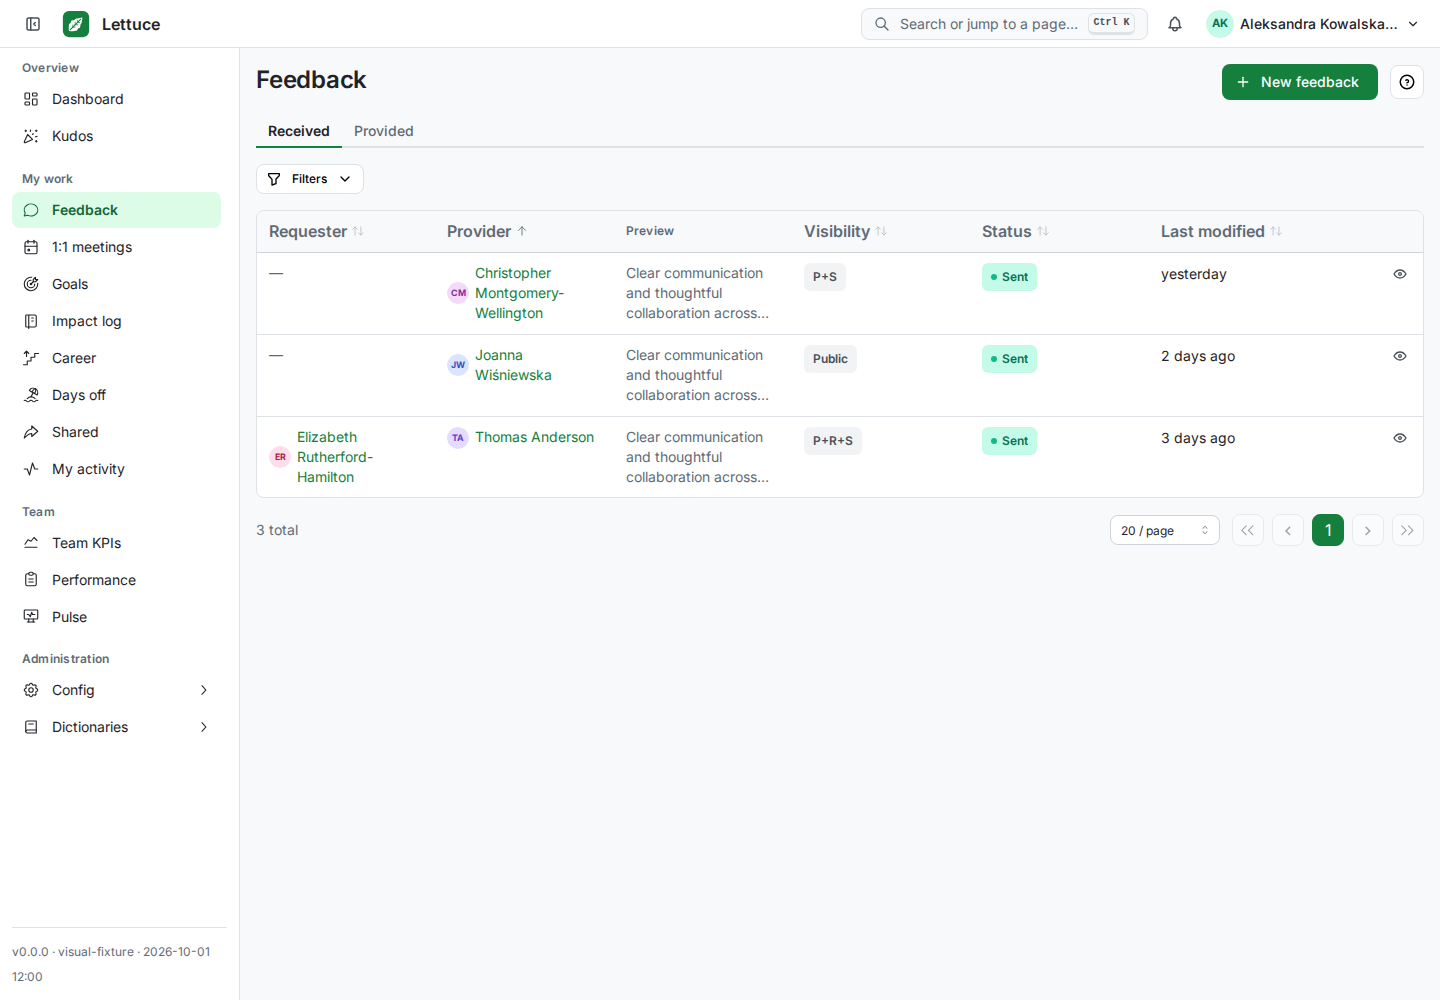 Lettuce
Search or jump to a page...
Ctrl K
AK
Aleksandra Kowalska...
Overview
Dashboard
Kudos
My work
Feedback
1:1 meetings
Goals
Impact log
Career
Days off
Shared
My activity
Team
Team KPIs
Performance
Pulse
Administration
Config
Dictionaries
v0.0.0 · visual-fixture · 2026-10-01
12:00
Feedback
New feedback
Received
Provided
Filters
Requester
Provider
Preview
Visibility
Status
Last modified
—
CM
Christopher
Montgomery-
Wellington
Clear communication
and thoughtful
collaboration across...
P+S
Sent
yesterday
—
JW
Joanna
Wiśniewska
Clear communication
and thoughtful
collaboration across...
Public
Sent
2 days ago
ER
Elizabeth
Rutherford-
Hamilton
TA
Thomas Anderson
Clear communication
and thoughtful
collaboration across...
P+R+S
Sent
3 days ago
3 total
20 / page
1